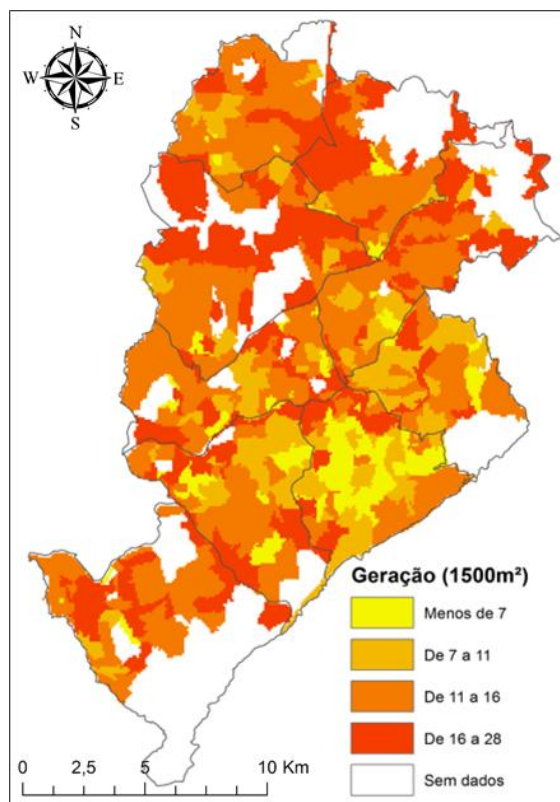 N
W E
S
Geração (1500m²)
Menos de 7
De 7 a 11
De 11 a 16
De 16 a 28
Sem dados
0 2,5 5 10 Km